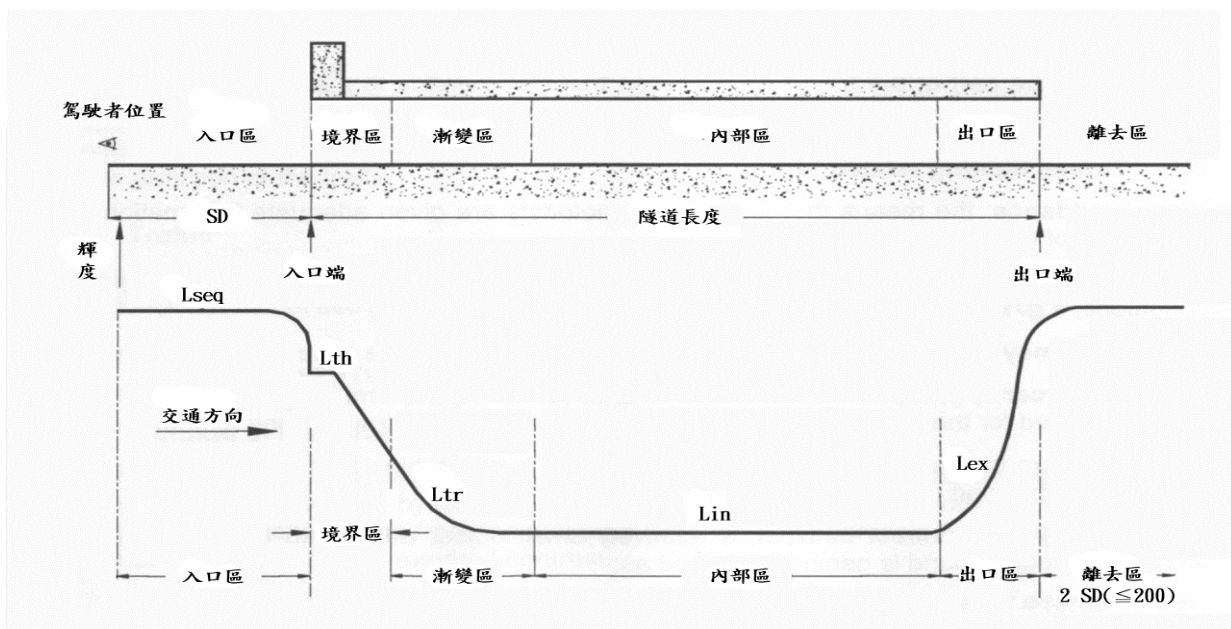 駕駛者位置
入口區
境界區
漸變區
內部區
出口區
離去區
SD
隧道長度
輝度
入口端
出口端
Lseq
Lth
交通方向
Ltr
Lin
Lex
境界區
入口區
漸變區
內部區
出口區
離去區
2 SD(≦200)